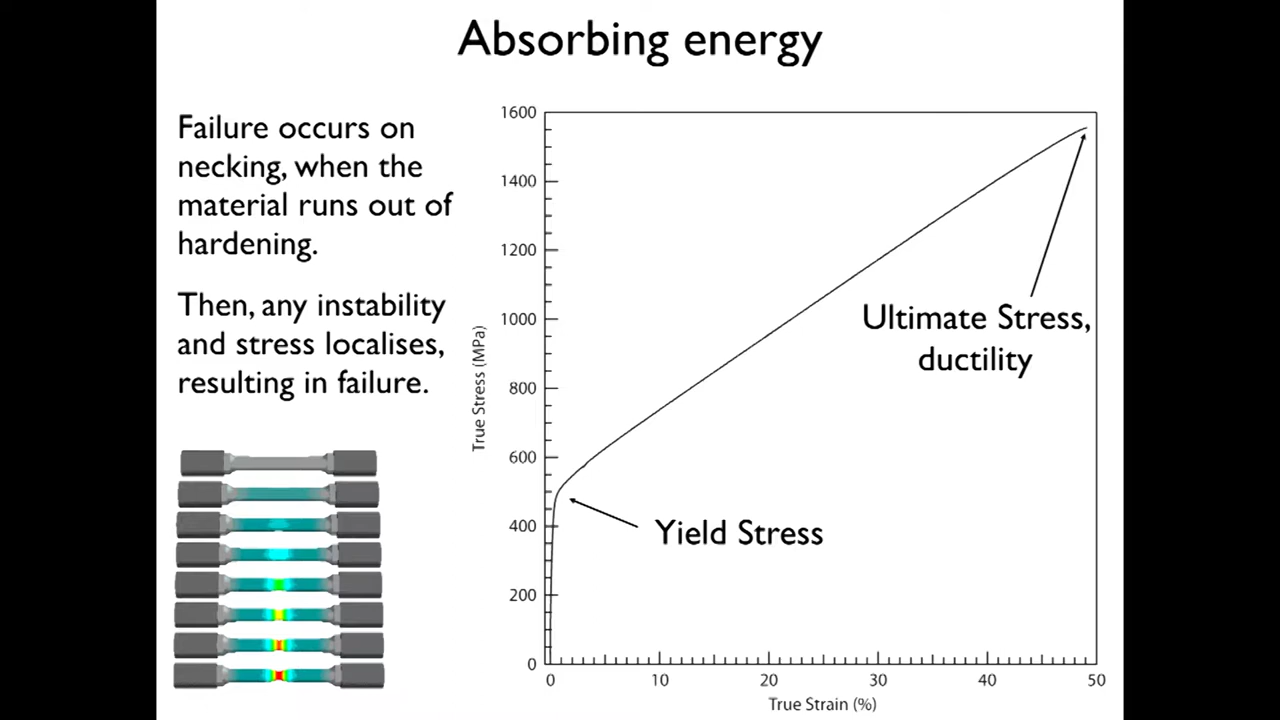 Absorbing energy
Failure occurs on
necking, when the
material runs out of
hardening.
Then, any instability
and stress localises,
resulting in failure.
1600
1400
1200
1000
800
600
400
200
0
True Stress (MPa)
Ultimate Stress,
ductility
Yield Stress
0 10 20 30 40 50
True Strain (%)